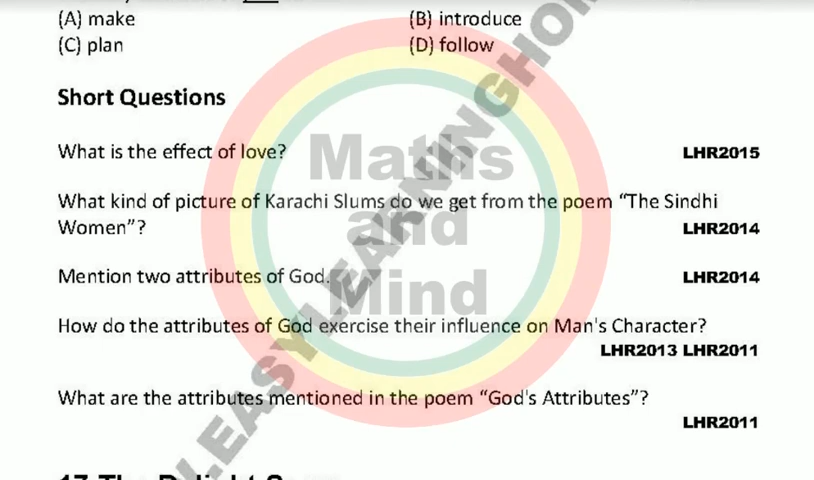 (A) make (B) introduce
(C) plan (D) follow
Short Questions
What is the effect of love? LHR2015
What kind of picture of Karachi Slums do we get from the poem “The Sindhi
Women”? LHR2014
Mention two attributes of God. LHR2014
How do the attributes of God exercise their influence on Man's Character?
LHR2013 LHR2011
What are the attributes mentioned in the poem “God's Attributes”?
LHR2011
Maths
and
Mind
.EASYLEARNINGHO